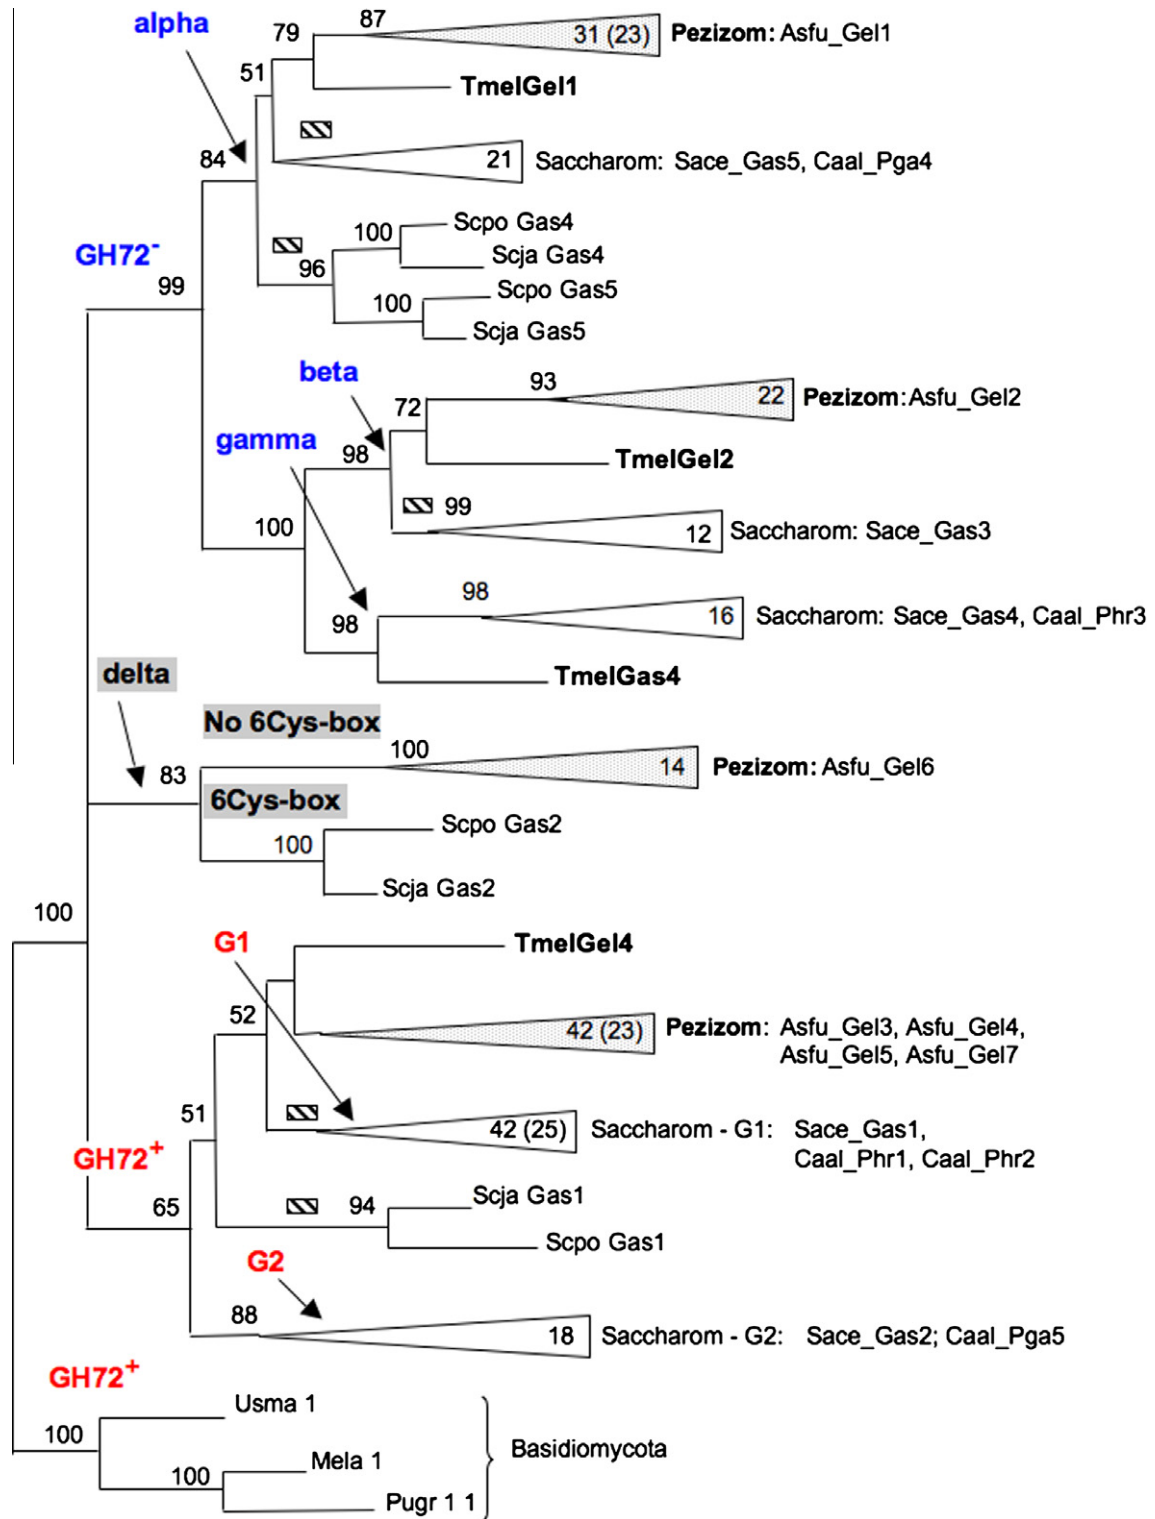 alpha
79
87
31 (23)
Pezizom: Asfu_Gel1
51
TmelGel1
84
21
Saccharom: Sace_Gas5, Caal_Pga4
Scpo Gas4
100
Scja Gas4
GH72-
96
Scpo Gas5
99
100
Scja Gas5
beta
93
22
Pezizom:Asfu_Gel2
72
gamma
98
TmelGel2
99
100
12
Saccharom: Sace_Gas3
98
98
16
Saccharom: Sace_Gas4, Caal_Phr3
delta
TmelGas4
No 6Cys-box
100
83
14
Pezizom: Asfu_Gel6
6Cys-box
Scpo Gas2
100
Scja Gas2
100
G1
TmelGel4
52
42 (23)
Pezizom: Asfu_Gel3, Asfu_Gel4,
Asfu_Gel5, Asfu_Gel7
51
42 (25)
Saccharom - G1: Sace_Gas1,
Caal_Phr1, Caal_Phr2
GH72+
65
94
Scja Gas1
Scpo Gas1
G2
88
18
Saccharom - G2: Sace_Gas2; Caal_Pga5
GH72+
Usma 1
100
Basidiomycota
Mela 1
100
Pugr 1 1